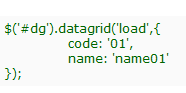 $('#dg').datagrid('load',{
code: '01',
name: 'name01'
});